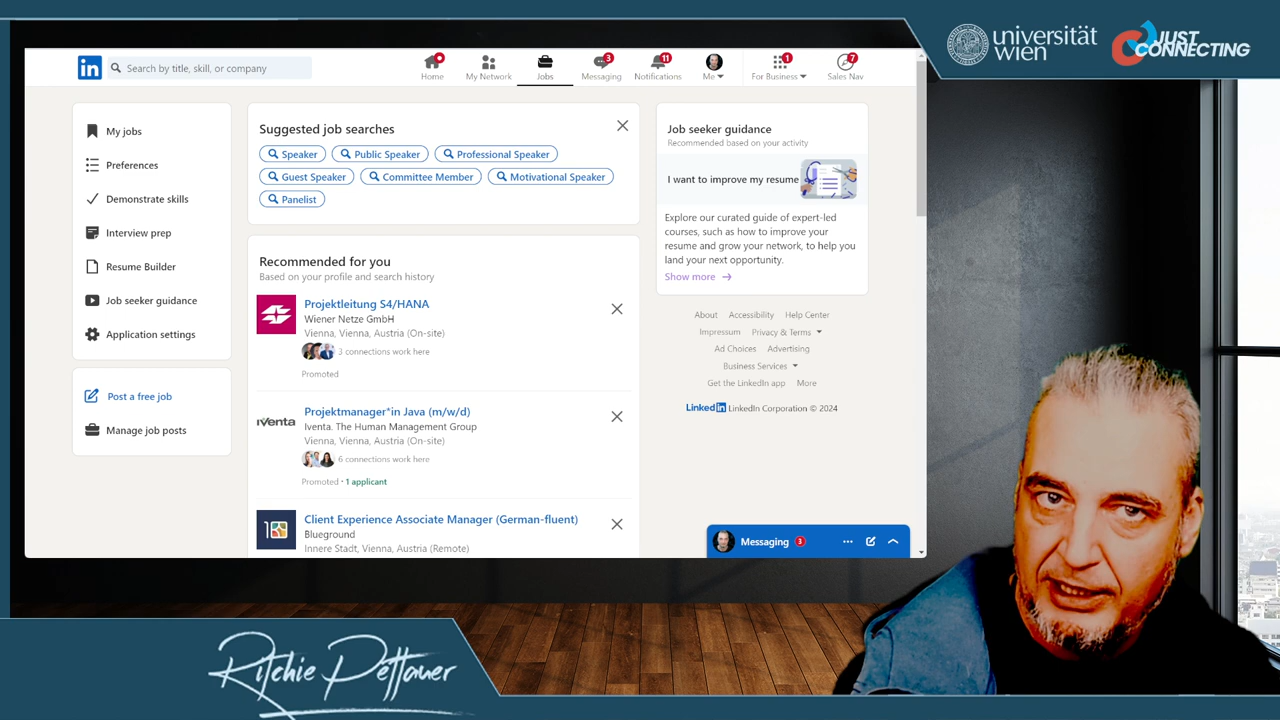 universität
wien
JUST
CONNECTING
in
Search by title, skill, or company
Home
My Network
Jobs
3
Messaging
11
Notifications
Me
1
For Business
7
Sales Nav
My jobs
Preferences
Demonstrate skills
Interview prep
Resume Builder
Job seeker guidance
Application settings
Post a free job
Manage job posts
Suggested job searches
Speaker
Public Speaker
Professional Speaker
Guest Speaker
Committee Member
Motivational Speaker
Panelist
Recommended for you
Based on your profile and search history
Projektleitung S4/HANA
Wiener Netze GmbH
Vienna, Vienna, Austria (On-site)
3 connections work here
Promoted
iventa
Projektmanager*in Java (m/w/d)
Iventa. The Human Management Group
Vienna, Vienna, Austria (On-site)
6 connections work here
Promoted · 1 applicant
Client Experience Associate Manager (German-fluent)
Blueground
Innere Stadt, Vienna, Austria (Remote)
Job seeker guidance
Recommended based on your activity
I want to improve my resume
Explore our curated guide of expert-led
courses, such as how to improve your
resume and grow your network, to help you
land your next opportunity.
Show more
About Accessibility Help Center
Impressum Privacy & Terms
Ad Choices Advertising
Business Services
Get the LinkedIn app More
Linked in LinkedIn Corporation © 2024
Messaging 3
Ritchie Pettauer